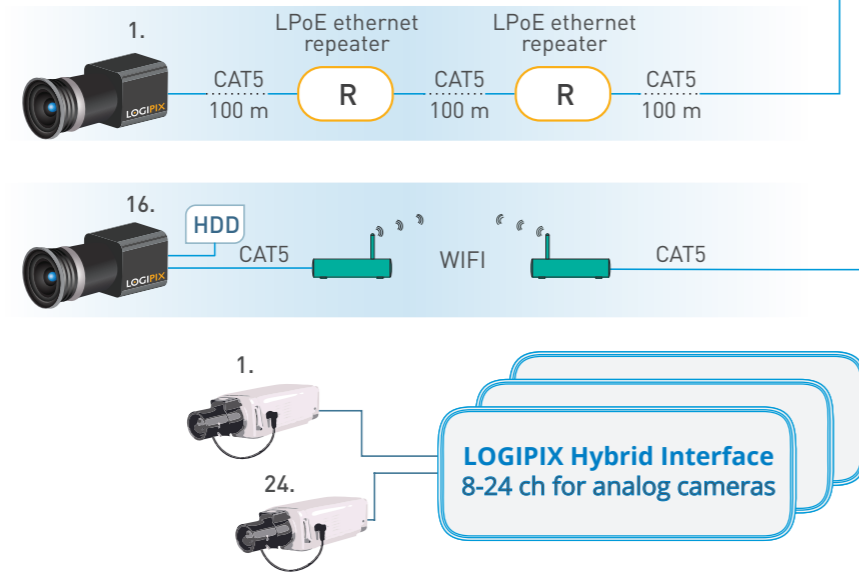 1.
LPoE ethernet
repeater
LPoE ethernet
repeater
LOGIPIX
CAT5
100 m
R
CAT5
100 m
R
CAT5
100 m
16.
HDD
LOGIPIX
CAT5
WIFI
CAT5
1.
24.
LOGIPIX Hybrid Interface
8-24 ch for analog cameras